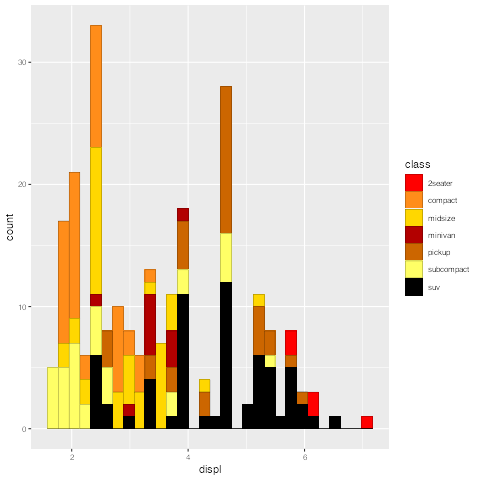 30
20
10
0
count
2
4
6
displ
class
2seater
compact
midsize
minivan
pickup
subcompact
suv